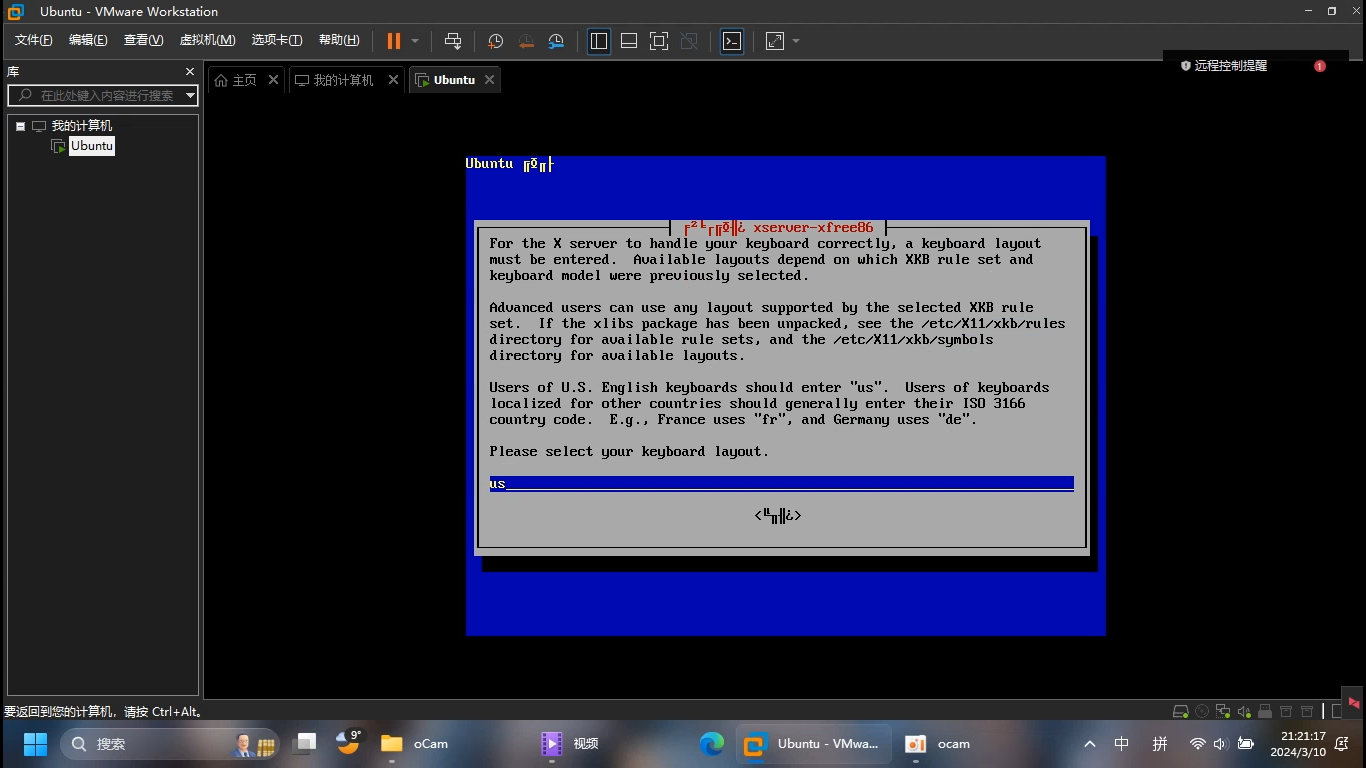 Ubuntu - VMware Workstation
文件(F) 编辑(E) 查看(V) 虚拟机(M) 选项卡(T) 帮助(H)
库
在此处键入内容进行搜索
我的计算机
Ubuntu
主页 我的计算机 Ubuntu
远程控制提醒 1
Ubuntu
xserver-xfree86
For the X server to handle your keyboard correctly, a keyboard layout
must be entered.  Available layouts depend on which XKB rule set and
keyboard model were previously selected.
Advanced users can use any layout supported by the selected XKB rule
set.  If the xlibs package has been unpacked, see the /etc/X11/xkb/rules
directory for available rule sets, and the /etc/X11/xkb/symbols
directory for available layouts.
Users of U.S. English keyboards should enter "us".  Users of keyboards
localized for other countries should generally enter their ISO 3166
country code.  E.g., France uses "fr", and Germany uses "de".
Please select your keyboard layout.
us
要返回到您的计算机，请按 Ctrl+Alt。
搜索 9° oCam 视频 Ubuntu - VMwa... ocam 中 拼 21:21:17
2024/3/10